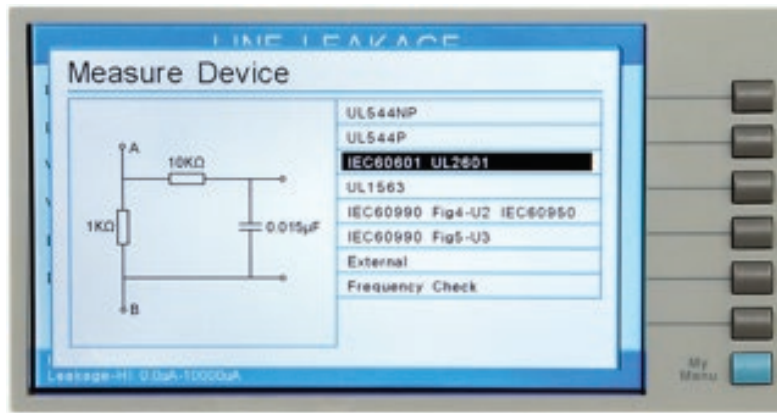 LINE LEAKAGE
Measure Device
UL544NP
UL544P
IEC60601 UL2601
UL1563
IEC60990 Fig4-U2 IEC60950
IEC60990 Fig5-U3
External
Frequency Check
A
10KΩ
1KΩ
0.015µF
B
Leakage-HI 0.0uA-10000uA
My
Menu